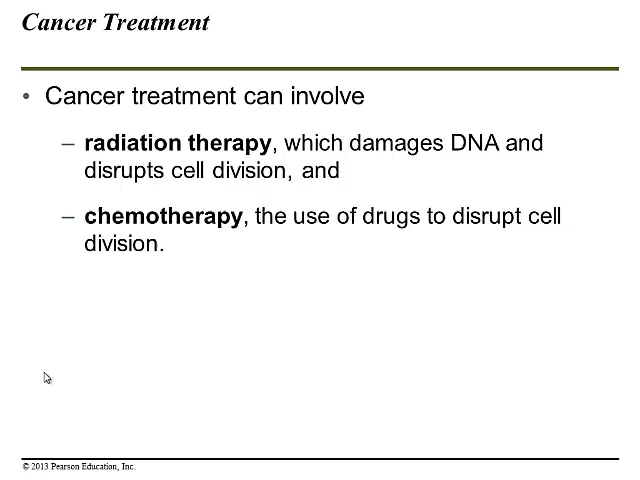 Cancer Treatment
• Cancer treatment can involve
– radiation therapy, which damages DNA and
disrupts cell division, and
– chemotherapy, the use of drugs to disrupt cell
division.
© 2013 Pearson Education, Inc.